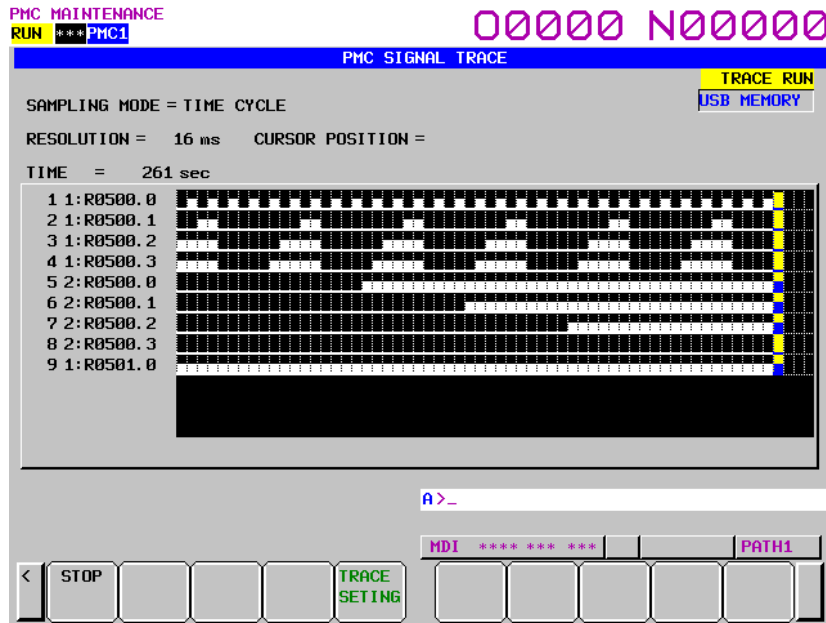 PMC MAINTENANCE
RUN ***PMC1
O0000 N00000
PMC SIGNAL TRACE
TRACE RUN
USB MEMORY
SAMPLING MODE = TIME CYCLE
RESOLUTION = 16 ms CURSOR POSITION =
TIME = 261 sec
1 1:R0500.0
2 1:R0500.1
3 1:R0500.2
4 1:R0500.3
5 2:R0500.0
6 2:R0500.1
7 2:R0500.2
8 2:R0500.3
9 1:R0501.0
A>_
MDI **** *** *** PATH1
< STOP TRACE
SETING